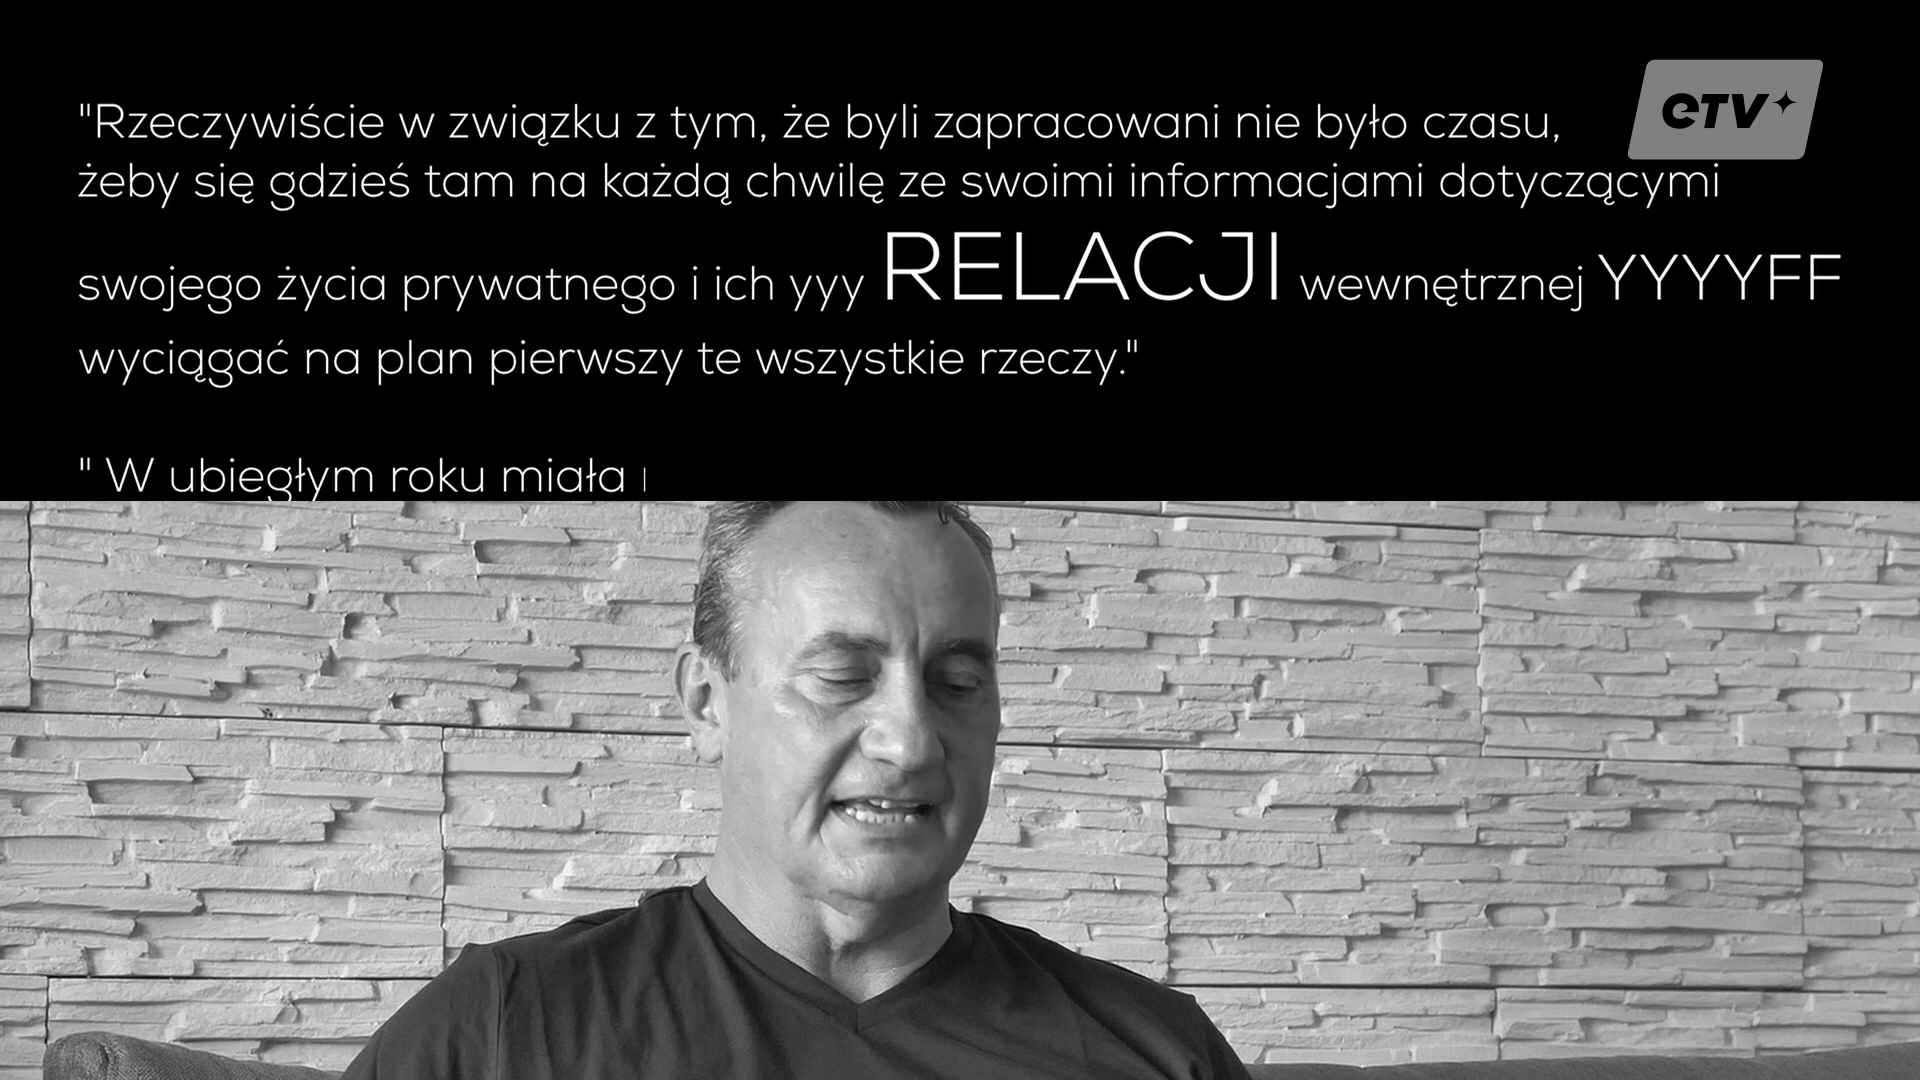 "Rzeczywiście w związku z tym, że byli zapracowani nie było czasu,
żeby się gdzieś tam na każdą chwilę ze swoimi informacjami dotyczącymi
swojego życia prywatnego i ich yyy RELACJI wewnętrznej YYYYFF
wyciągać na plan pierwszy te wszystkie rzeczy."
" W ubiegłym roku miała
eTV